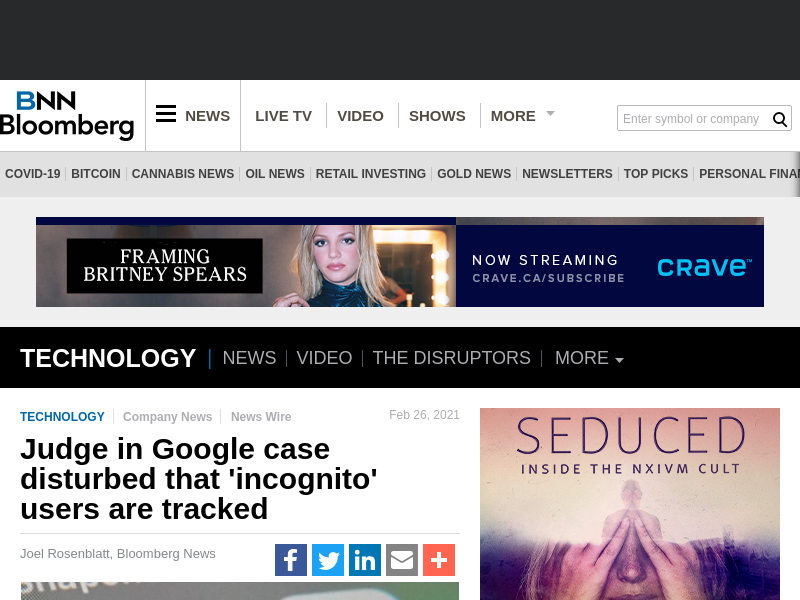 BNN
Bloomberg
NEWS
LIVE TV
VIDEO
SHOWS
MORE
Enter symbol or company
COVID-19
BITCOIN
CANNABIS NEWS
OIL NEWS
RETAIL INVESTING
GOLD NEWS
NEWSLETTERS
TOP PICKS
PERSONAL FINAN
FRAMING
BRITNEY SPEARS
NOW STREAMING
CRAVE.CA/SUBSCRIBE
CRAVE™
TECHNOLOGY
NEWS
VIDEO
THE DISRUPTORS
MORE
TECHNOLOGY
Company News
News Wire
Feb 26, 2021
Judge in Google case
disturbed that 'incognito'
users are tracked
Joel Rosenblatt, Bloomberg News
SEDUCED
INSIDE THE NXIVM CULT